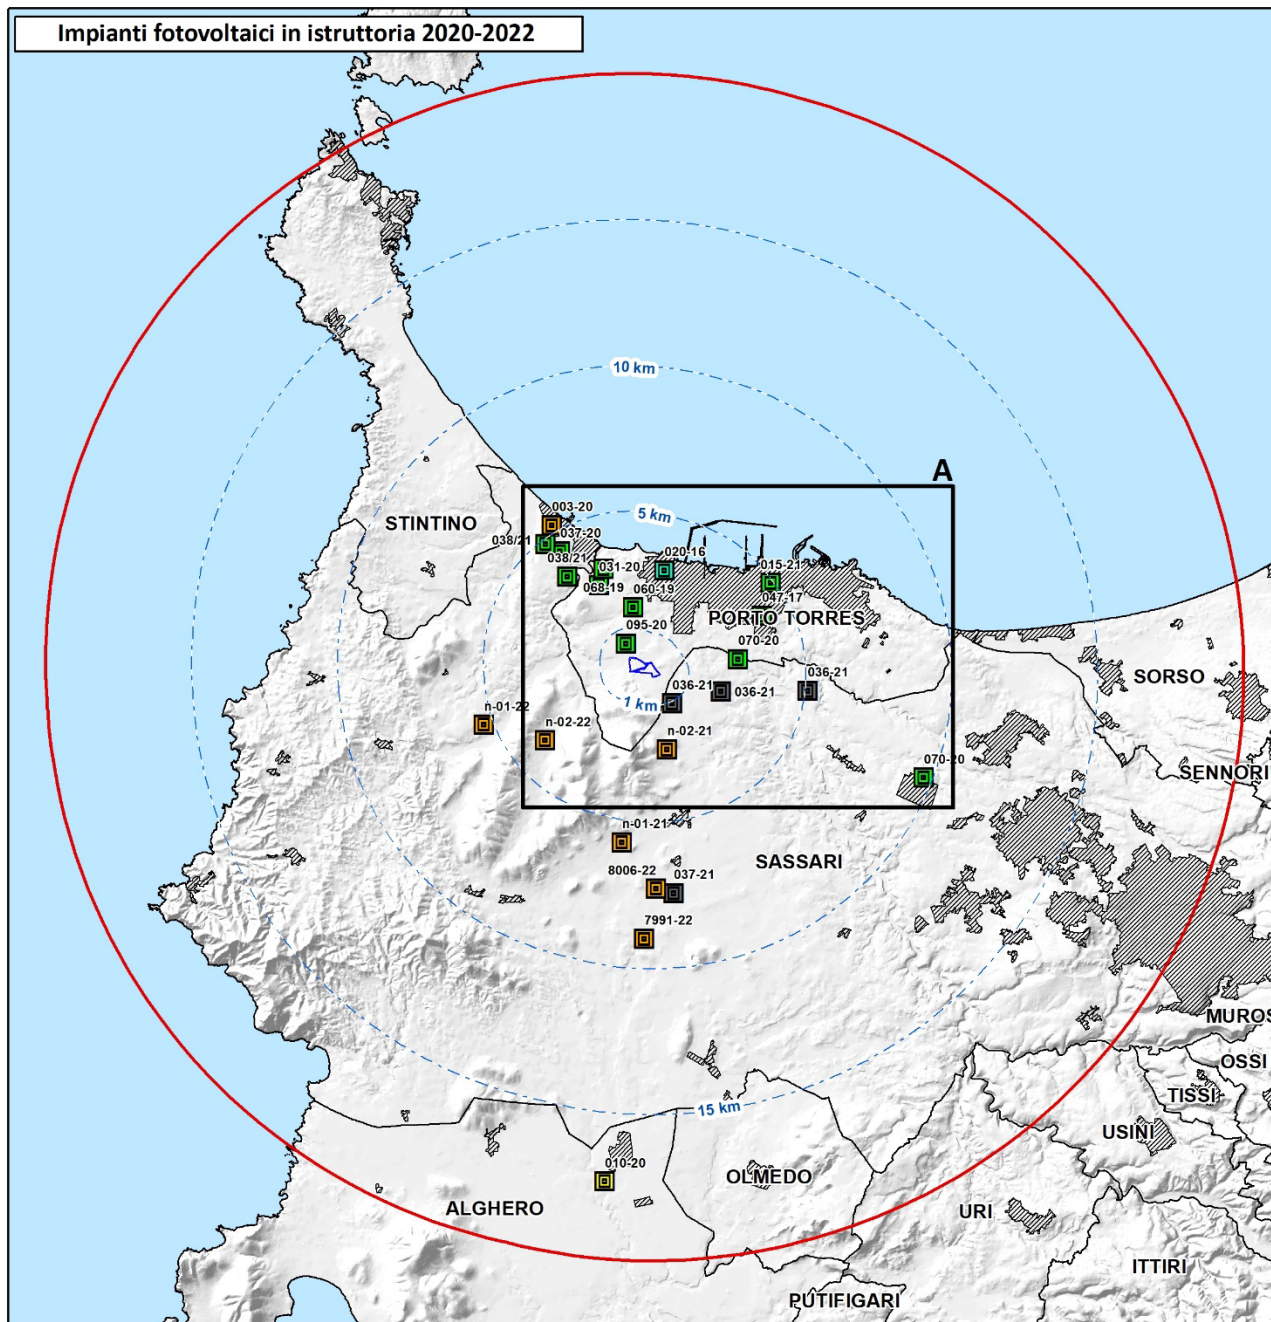 Impianti fotovoltaici in istruttoria 2020-2022
10 km
A
5 km
003-20
STINTINO
037-20
038/21
038/21
031-20
020-16
015-21
068-19
060-19
047-17
PORTO TORRES
095-20
070-20
036-21
036-21
036-21
1 km
SORSO
n-01-22
n-02-22
n-02-21
SENNORI
070-20
n-01-21
SASSARI
8006-22
037-21
7991-22
MUROS
OSSI
TISSI
15 km
USINI
010-20
OLMEDO
ALGHERO
URI
ITTIRI
PUTIFIGARI